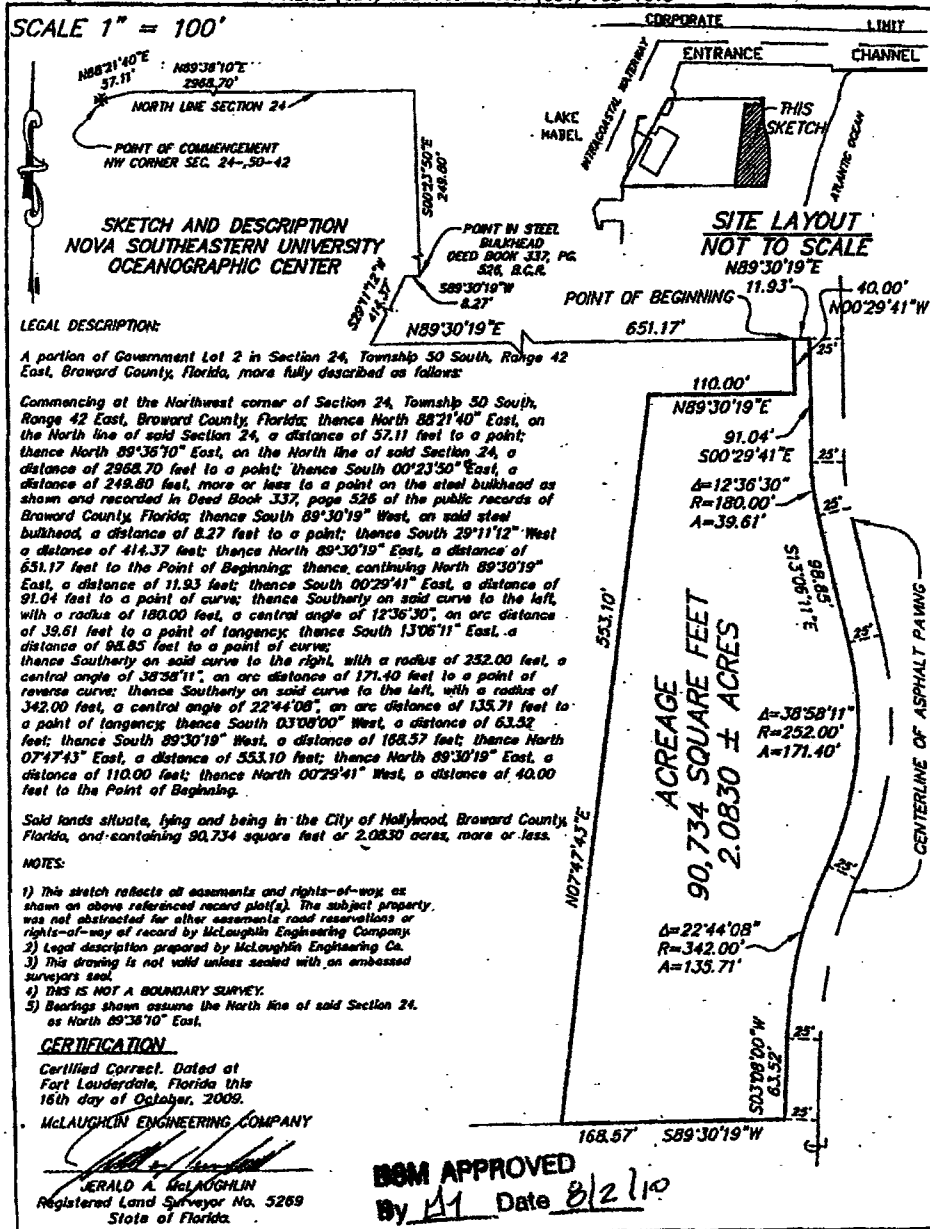 SCALE 1" = 100'
N88°21'40"E
57.11'
N89°36'10"E
2968.70'
NORTH LINE SECTION 24
POINT OF COMMENCEMENT
NW CORNER SEC. 24-50-42
S00°23'50"E
249.80'
SKETCH AND DESCRIPTION
NOVA SOUTHEASTERN UNIVERSITY
OCEANOGRAPHIC CENTER
POINT IN STEEL
BULKHEAD
DEED BOOK 337, PG.
526, B.C.R.
S89°30'19"W
8.27'
S29°11'12"W
414.37'
CORPORATE LIMIT
ENTRANCE CHANNEL
INTRACOASTAL WATERWAY
LAKE
MABEL
THIS
SKETCH
ATLANTIC OCEAN
SITE LAYOUT
NOT TO SCALE
N89°30'19"E
11.93'
40.00'
N00°29'41"W
POINT OF BEGINNING
N89°30'19"E 651.17'
25'
110.00'
N89°30'19"E
91.04'
S00°29'41"E
25'
Δ=12°36'30"
R=180.00'
A=39.61'
25'
98.85'
S13°06'11"E
25'
CENTERLINE OF ASPHALT PAVING
553.10'
N07°47'43"E
ACREAGE
90,734 SQUARE FEET
2.0830 ± ACRES
Δ=38°58'11"
R=252.00'
A=171.40'
25'
Δ=22°44'08"
R=342.00'
A=135.71'
25'
S03°08'00"W
63.52'
25'
168.57' S89°30'19"W
LEGAL DESCRIPTION:
A portion of Government Lot 2 in Section 24, Township 50 South, Range 42
East, Broward County, Florida, more fully described as follows:
Commencing at the Northwest corner of Section 24, Township 50 South,
Range 42 East, Broward County, Florida; thence North 88°21'40" East, on
the North line of said Section 24, a distance of 57.11 feet to a point;
thence North 89°36'10" East, on the North line of said Section 24, a
distance of 2968.70 feet to a point; thence South 00°23'50" East, a
distance of 249.80 feet, more or less to a point on the steel bulkhead as
shown and recorded in Deed Book 337, page 526 of the public records of
Broward County, Florida; thence South 89°30'19" West, on said steel
bulkhead, a distance of 8.27 feet to a point; thence South 29°11'12" West
a distance of 414.37 feet; thence North 89°30'19" East, a distance of
651.17 feet to the Point of Beginning; thence continuing North 89°30'19"
East, a distance of 11.93 feet; thence South 00°29'41" East, a distance of
91.04 feet to a point of curve; thence Southerly on said curve to the left,
with a radius of 180.00 feet, a central angle of 12°36'30", an arc distance
of 39.61 feet to a point of tangency; thence South 13°06'11" East, a
distance of 98.85 feet to a point of curve;
thence Southerly on said curve to the right, with a radius of 252.00 feet, a
central angle of 38°58'11", an arc distance of 171.40 feet to a point of
reverse curve; thence Southerly on said curve to the left, with a radius of
342.00 feet, a central angle of 22°44'08", an arc distance of 135.71 feet to
a point of tangency; thence South 03°08'00" West, a distance of 63.52
feet; thence South 89°30'19" West, a distance of 168.57 feet; thence North
07°47'43" East, a distance of 553.10 feet; thence North 89°30'19" East, a
distance of 110.00 feet; thence North 00°29'41" West, a distance of 40.00
feet to the Point of Beginning.
Said lands situate, lying and being in the City of Hollywood, Broward County,
Florida, and containing 90,734 square feet or 2.0830 acres, more or less.
NOTES:
1) This sketch reflects all easements and rights-of-way, as
shown on above referenced record plat(s). The subject property
was not abstracted for other easements road reservations or
rights-of-way of record by McLaughlin Engineering Company.
2) Legal description prepared by McLaughlin Engineering Co.
3) This drawing is not valid unless sealed with an embossed
surveyors seal.
4) THIS IS NOT A BOUNDARY SURVEY.
5) Bearings shown assume the North line of said Section 24,
as North 89°36'10" East.
CERTIFICATION
Certified Correct. Dated at
Fort Lauderdale, Florida this
16th day of October, 2009.
McLAUGHLIN ENGINEERING COMPANY
JERALD A. McLAUGHLIN
Registered Land Surveyor No. 5269
State of Florida.
BSM APPROVED
By Date 8/2/10